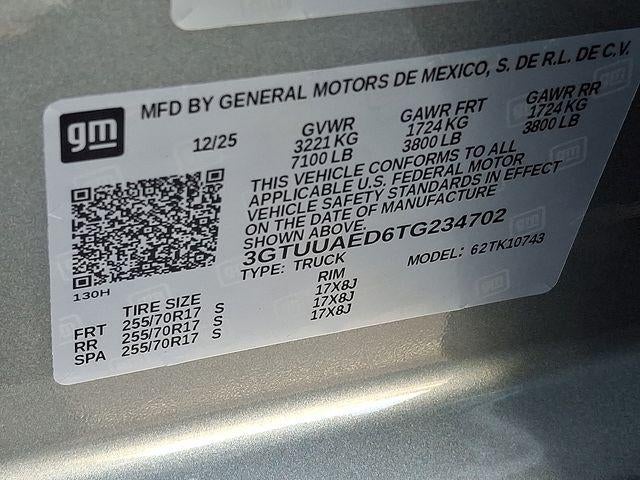 gm
MFD BY GENERAL MOTORS DE MEXICO, S. DE R.L. DE C.V.
12/25
GVWR
3221 KG
7100 LB
GAWR FRT
1724 KG
3800 LB
GAWR RR
1724 KG
3800 LB
THIS VEHICLE CONFORMS TO ALL
APPLICABLE U.S. FEDERAL MOTOR
VEHICLE SAFETY STANDARDS IN EFFECT
ON THE DATE OF MANUFACTURE
SHOWN ABOVE.
3GTUUAED6TG234702
TYPE: TRUCK
MODEL: 62TK10743
130H
TIRE SIZE
RIM
FRT 255/70R17 S 17X8J
RR 255/70R17 S 17X8J
SPA 255/70R17 S 17X8J